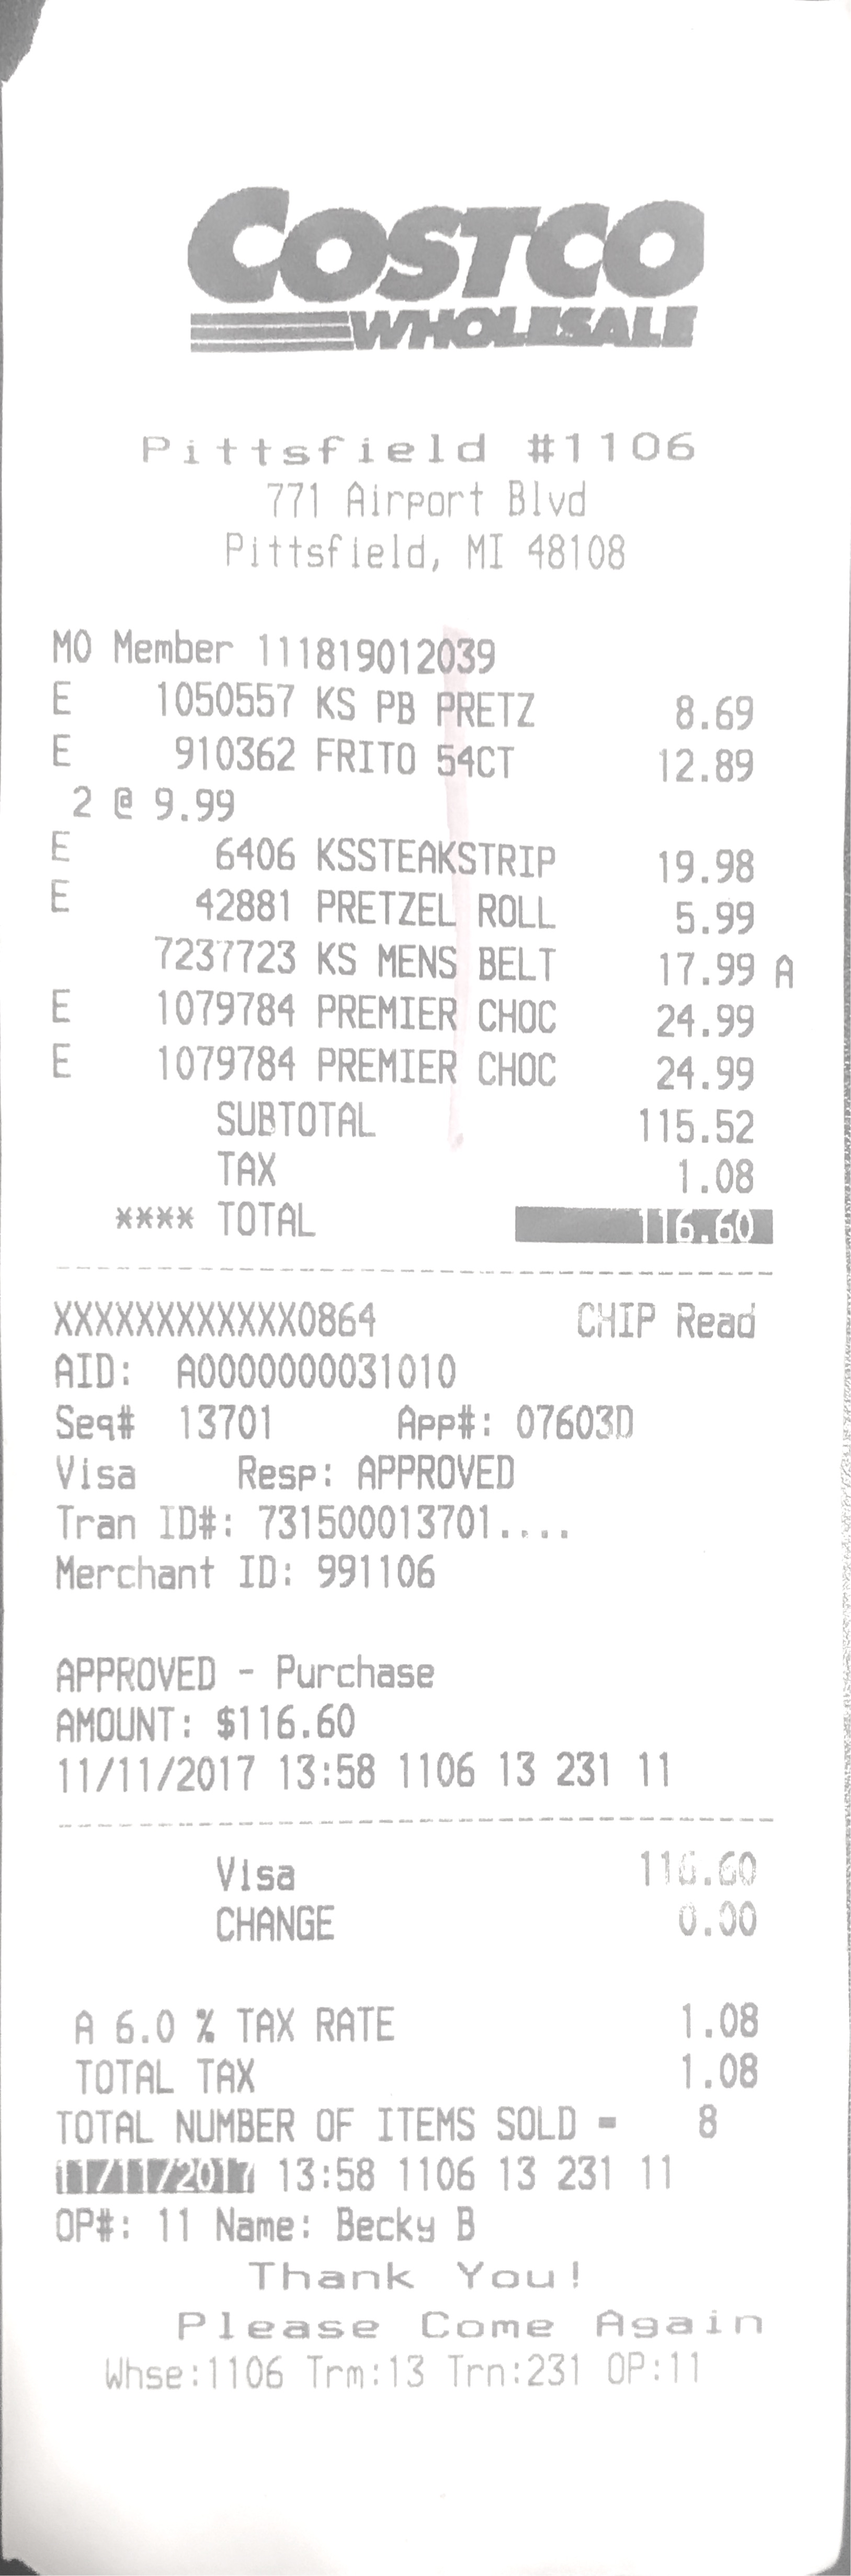 COSTCO
WHOLESALE
Pittsfield #1106
771 Airport Blvd
Pittsfield, MI 48108
MO Member 111819012039
E 1050557 KS PB PRETZ 8.69
E 910362 FRITO 54CT 12.89
2 @ 9.99
E 6406 KSSTEAKSTRIP 19.98
E 42881 PRETZEL ROLL 5.99
7237723 KS MENS BELT 17.99 A
E 1079784 PREMIER CHOC 24.99
E 1079784 PREMIER CHOC 24.99
SUBTOTAL 115.52
TAX 1.08
**** TOTAL 116.60
XXXXXXXXXXXX0864 CHIP Read
AID: A0000000031010
Seq# 13701 App#: 07603D
Visa Resp: APPROVED
Tran ID#: 731500013701....
Merchant ID: 991106
APPROVED - Purchase
AMOUNT: $116.60
11/11/2017 13:58 1106 13 231 11
Visa 116.60
CHANGE 0.00
A 6.0 % TAX RATE 1.08
TOTAL TAX 1.08
TOTAL NUMBER OF ITEMS SOLD = 8
11/11/2017 13:58 1106 13 231 11
OP#: 11 Name: Becky B
Thank You!
Please Come Again
Whse:1106 Trm:13 Trn:231 OP:11